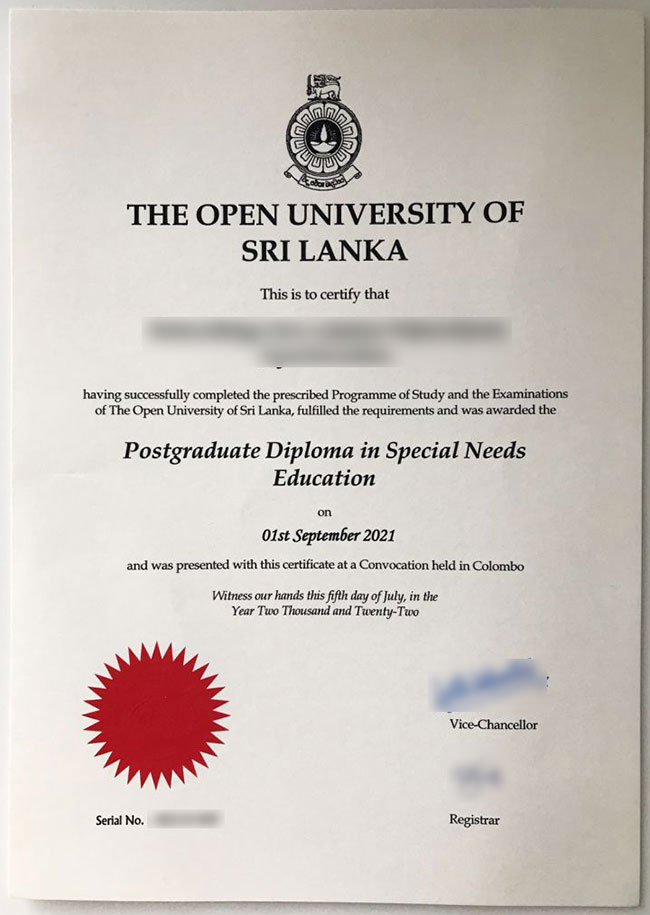 THE OPEN UNIVERSITY OF
SRI LANKA
This is to certify that
having successfully completed the prescribed Programme of Study and the Examinations
of The Open University of Sri Lanka, fulfilled the requirements and was awarded the
Postgraduate Diploma in Special Needs
Education
on
01st September 2021
and was presented with this certificate at a Convocation held in Colombo
Witness our hands this fifth day of July, in the
Year Two Thousand and Twenty-Two
Vice-Chancellor
Serial No.
Registrar